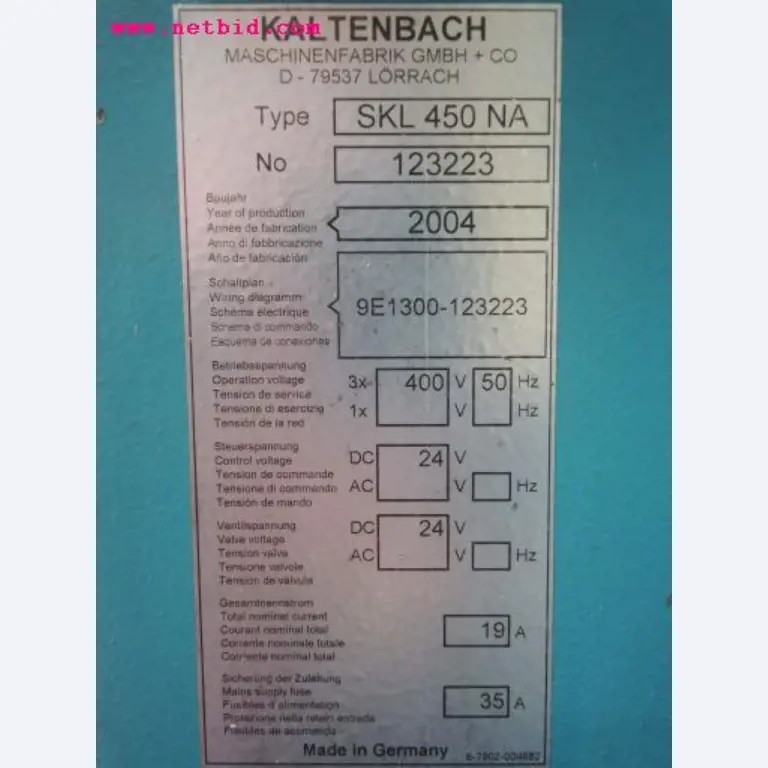 www.netbid.com
KALTENBACH
MASCHINENFABRIK GMBH + CO
D - 79537 LÖRRACH
Type SKL 450 NA
No 123223
Baujahr
Year of production
Année de fabrication
Anno di fabbricazione
Año de fabricación
2004
Schaltplan
Wiring diagramm
Schéma électrique
Schema di commando
Esquema de conexiones
9E1300-123223
Betriebsspannung
Operation voltage
Tension de service
Tensione di esercizig
Tensión de la red
3x 400 V 50 Hz
1x V Hz
Steuerspannung
Control voltage
Tension de commande
Tensione di commando
Tensión de mando
DC 24 V
AC V Hz
Ventilspannung
Valve voltage
Tension valve
Tensione valvole
Tensión de válvula
DC 24 V
AC V Hz
Gesamtnennstrom
Total nominal current
Courant nominal total
Corrente nominale totale
Corriente nominal total
19 A
Sicherung der Zuleitung
Mains supply fuse
Fusibles d'alimentation
Protezione nella rete in entrada
Fusibles de acomenda
35 A
Made in Germany